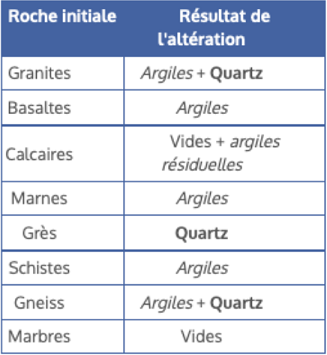 Roche initiale Résultat de
l'altération
Granites Argiles + Quartz
Basaltes Argiles
Calcaires Vides + argiles
résiduelles
Marnes Argiles
Grès Quartz
Schistes Argiles
Gneiss Argiles + Quartz
Marbres Vides